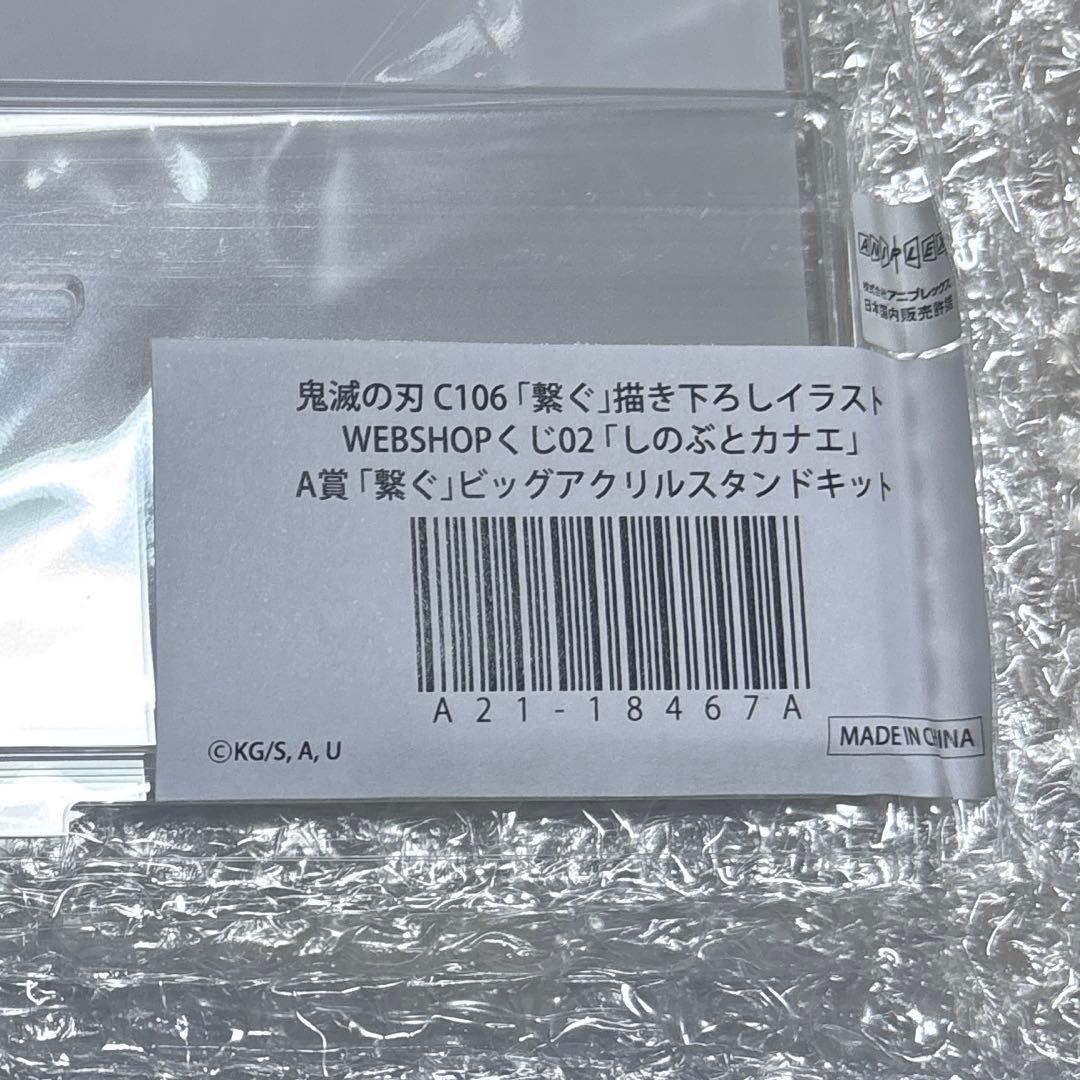 ANIPLEX
株式会社アニプレックス
日本国内販売許諾
鬼滅の刃 C106「繋ぐ」描き下ろしイラスト
WEBSHOPくじ02「しのぶとカナエ」
A賞「繋ぐ」ビッグアクリルスタンドキット
A21-18467A
©KG/S, A, U
MADE IN CHINA